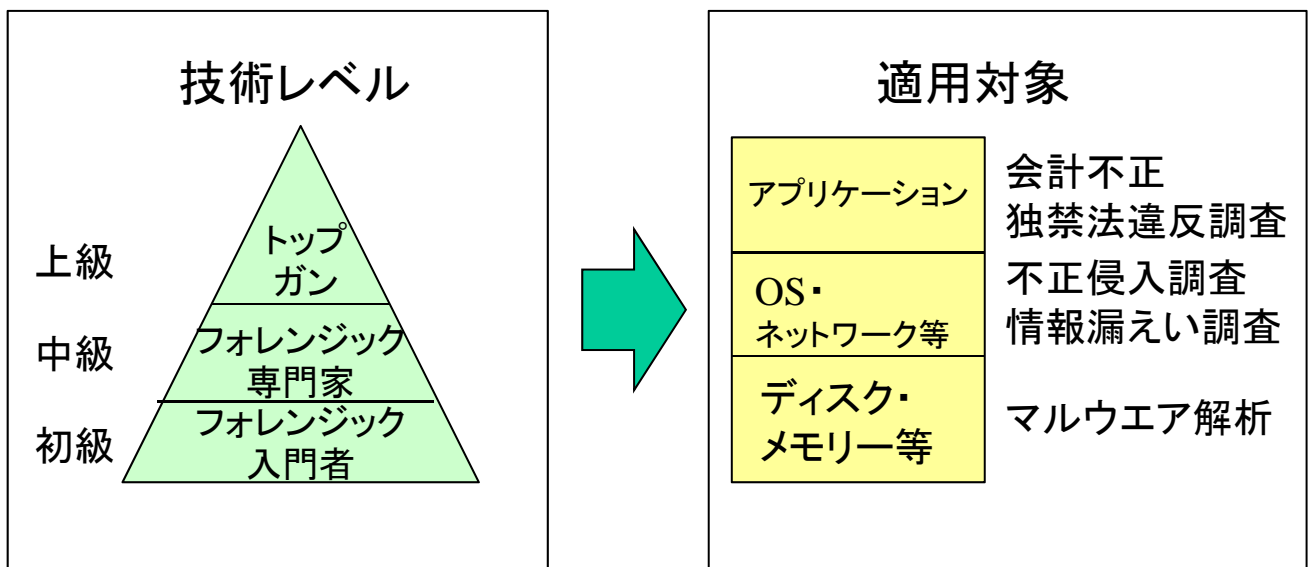 技術レベル
上級
トップ
ガン
中級
フォレンジック
専門家
初級
フォレンジック
入門者
適用対象
アプリケーション
会計不正
独禁法違反調査
OS・
ネットワーク等
不正侵入調査
情報漏えい調査
ディスク・
メモリー等
マルウエア解析